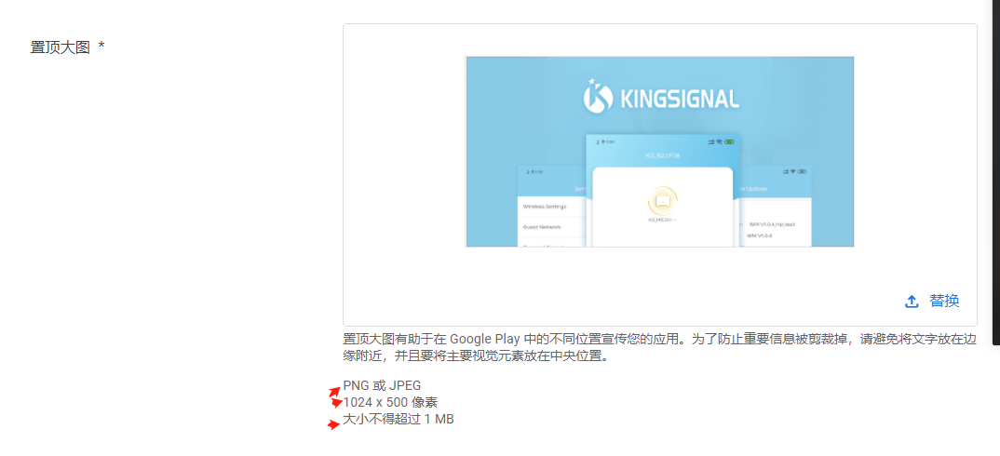 置顶大图 *
KINGSIGNAL
Wireless Settings
Guest Network
WM V1.0.6
替换
置顶大图有助于在 Google Play 中的不同位置宣传您的应用。为了防止重要信息被剪裁掉，请避免将文字放在边
缘附近，并且要将主要视觉元素放在中央位置。
PNG 或 JPEG
1024 x 500 像素
大小不得超过 1 MB